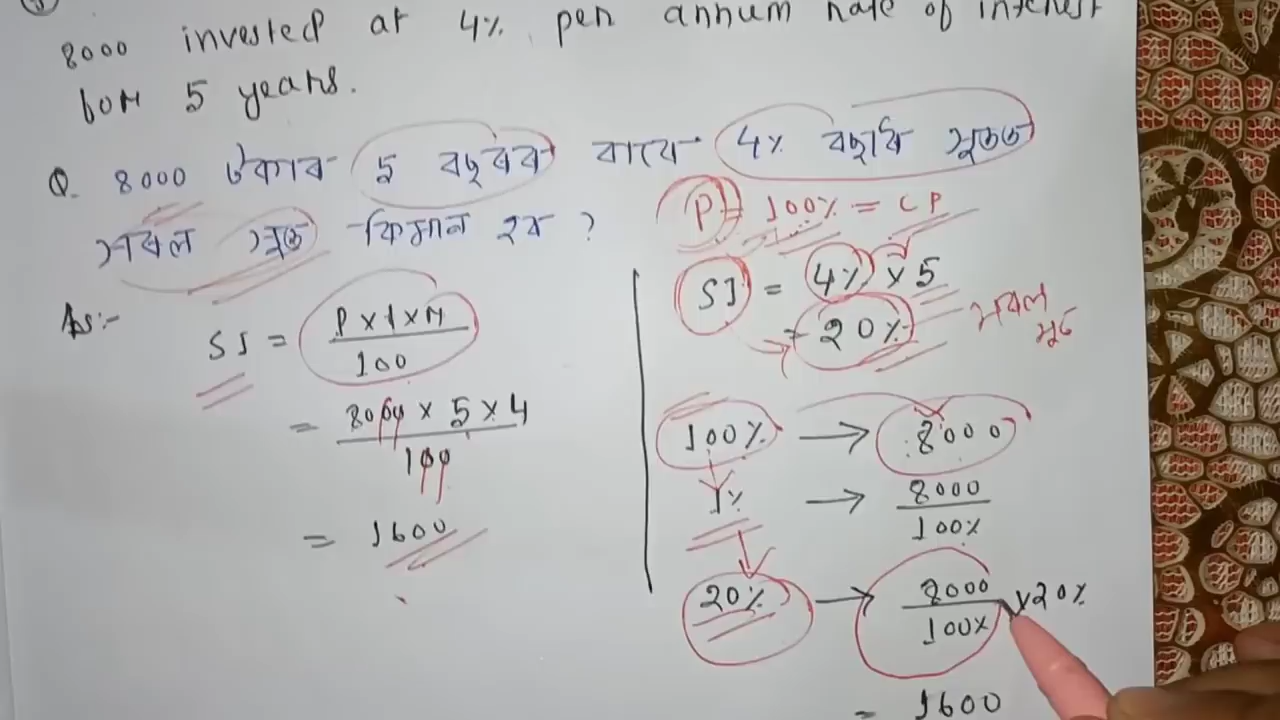 8000 invested at 4% per annum rate of interest
for 5 years.
Q. 8000 টকাৰ 5 বছৰৰ বাবে 4% বছৰি সুতত
সৰল সুত কিমান হব ?
Ans:-
SI = P x t x r / 100
= 8000 x 5 x 4 / 100
= 1600
P = 100% = CP
SI = 4% x 5
= 20%
সৰল সুত
100% → 8000
1% → 8000 / 100%
20% → 8000 / 100% x 20%
= 1600